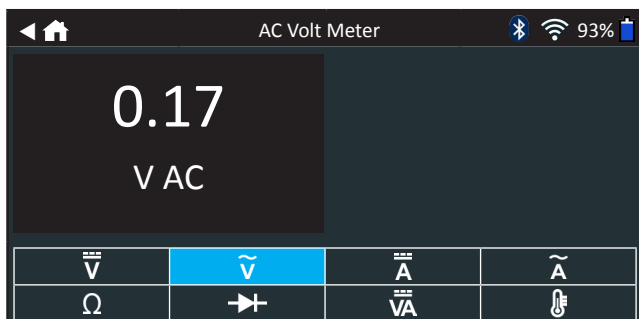 AC Volt Meter 93%
0.17
V AC
V V A A
Ω VA